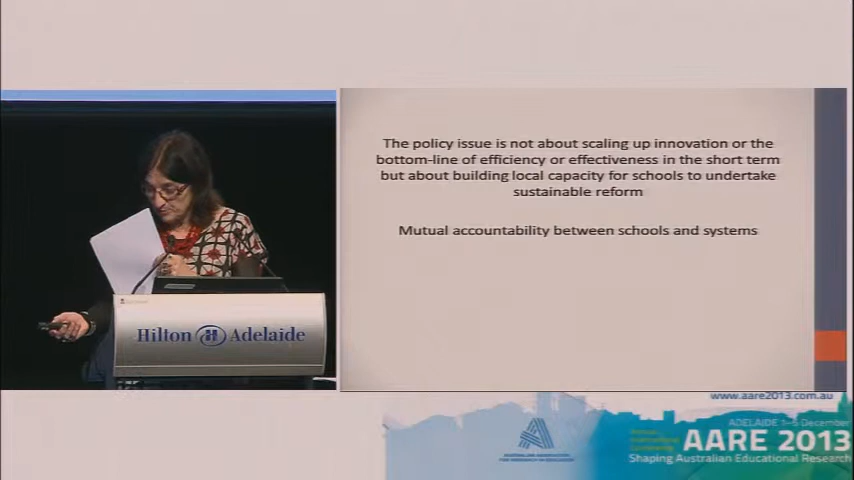 The policy issue is not about scaling up innovation or the
bottom-line of efficiency or effectiveness in the short term
but about building local capacity for schools to undertake
sustainable reform
Mutual accountability between schools and systems
Hilton Adelaide
www.aare2013.com.au
ADELAIDE 1-5 December
AARE 2013
Shaping Australian Educational Research